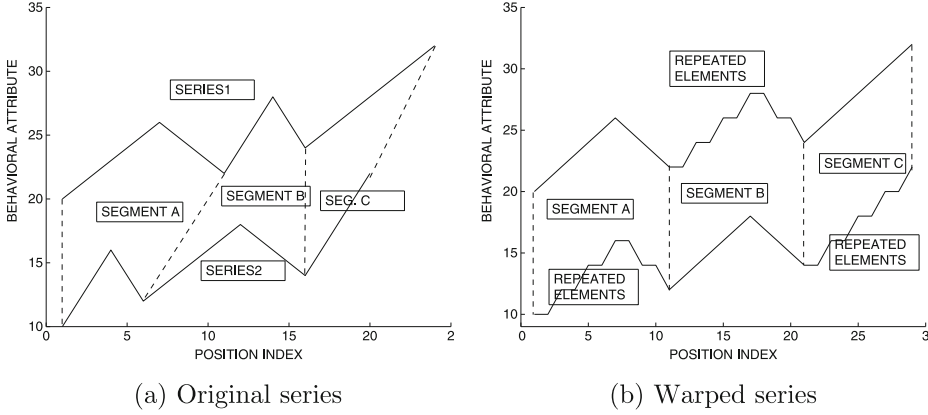 35
30
25
20
15
10
BEHAVIORAL ATTRIBUTE
SERIES1
SEGMENT A
SEGMENT B
SEG. C
SERIES2
0 5 10 15 20 2
POSITION INDEX
(a) Original series
35
30
25
20
15
10
BEHAVIORAL ATTRIBUTE
REPEATED
ELEMENTS
SEGMENT A
SEGMENT B
SEGMENT C
REPEATED
ELEMENTS
REPEATED
ELEMENTS
0 5 10 15 20 25 3
POSITION INDEX
(b) Warped series